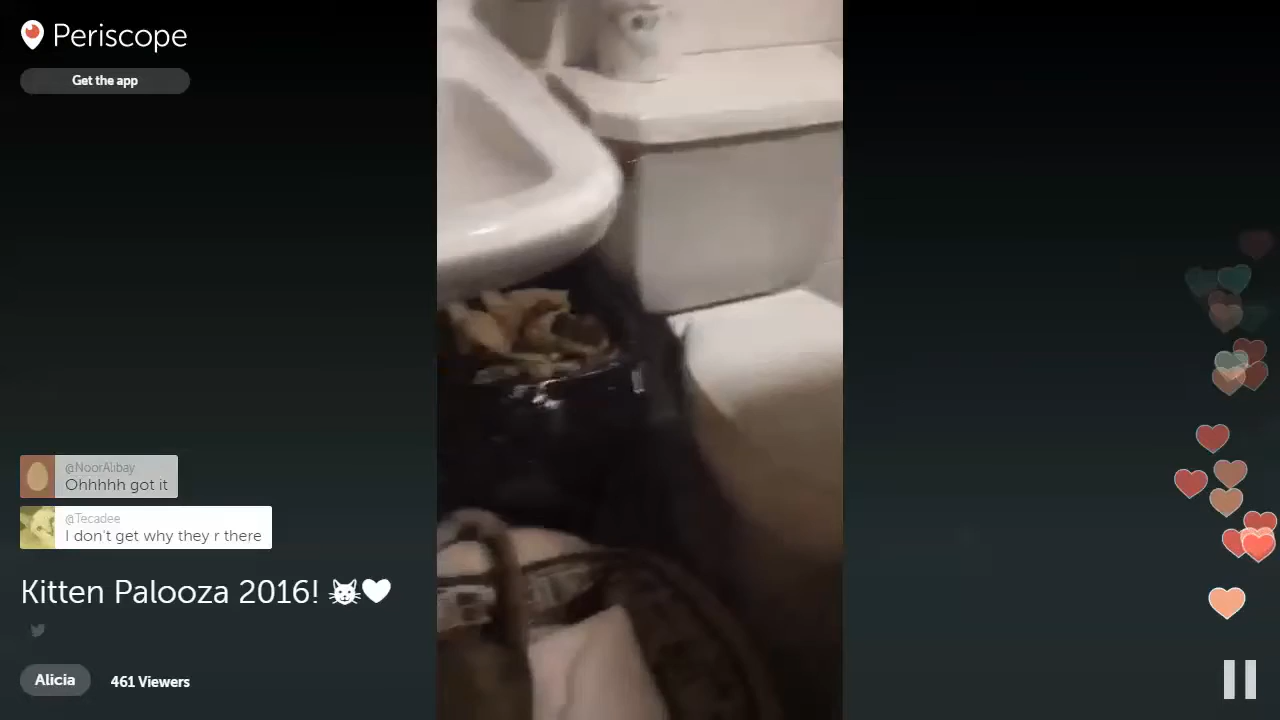 Periscope
Get the app
@NoorAlibay
Ohhhhh got it
@Tecadee
I don't get why they r there
Kitten Palooza 2016! 🐱🤍
Alicia
461 Viewers